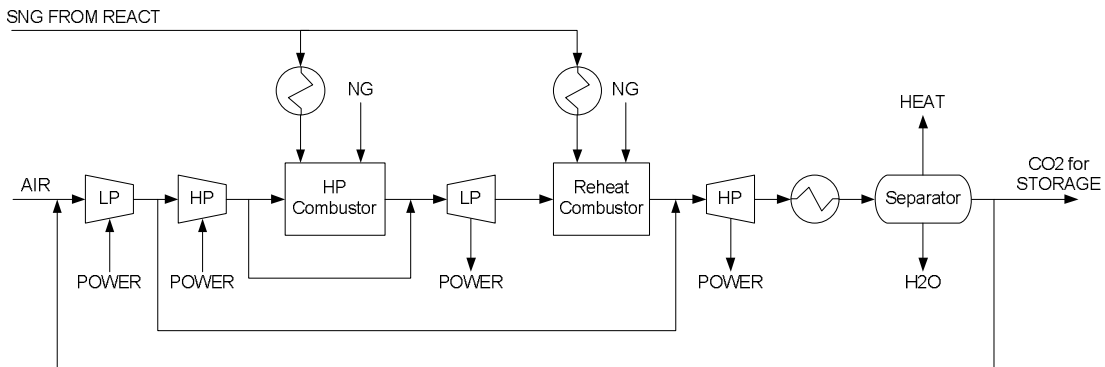 SNG FROM REACT
NG
NG
HEAT
CO2 for
STORAGE
AIR
LP
HP
HP
Combustor
LP
Reheat
Combustor
HP
Separator
POWER
POWER
POWER
POWER
H2O